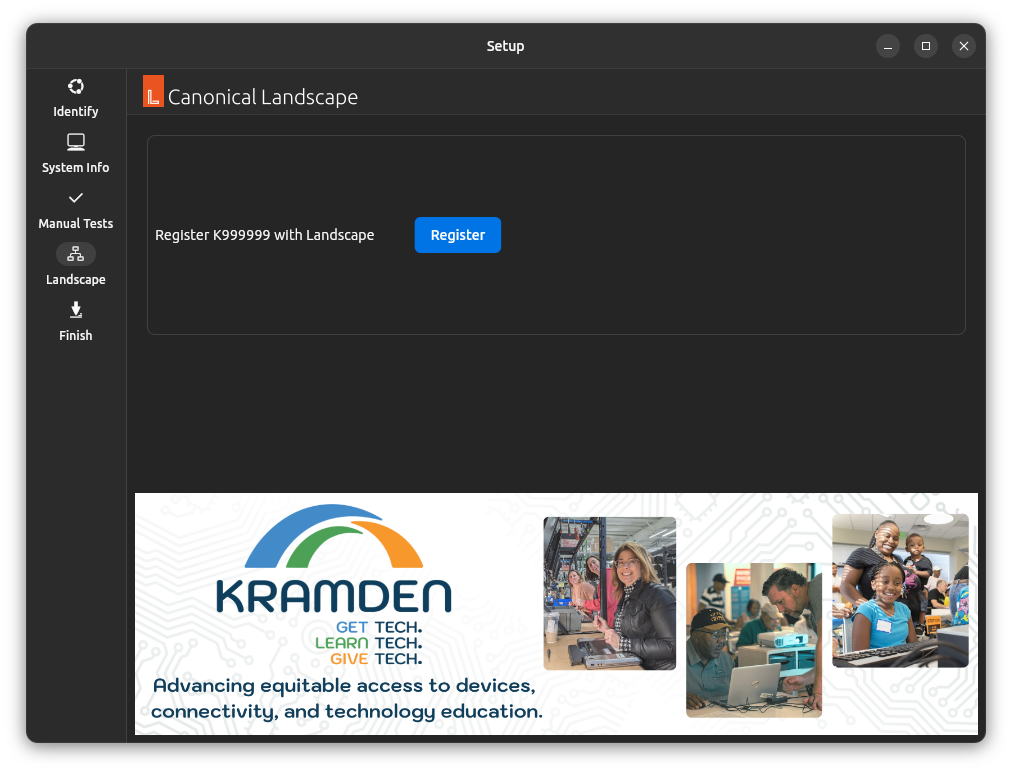 Setup
Identify
System Info
Manual Tests
Landscape
Finish
Canonical Landscape
Register K999999 with Landscape
Register
KRAMDEN
GET TECH.
LEARN TECH.
GIVE TECH.
Advancing equitable access to devices,
connectivity, and technology education.